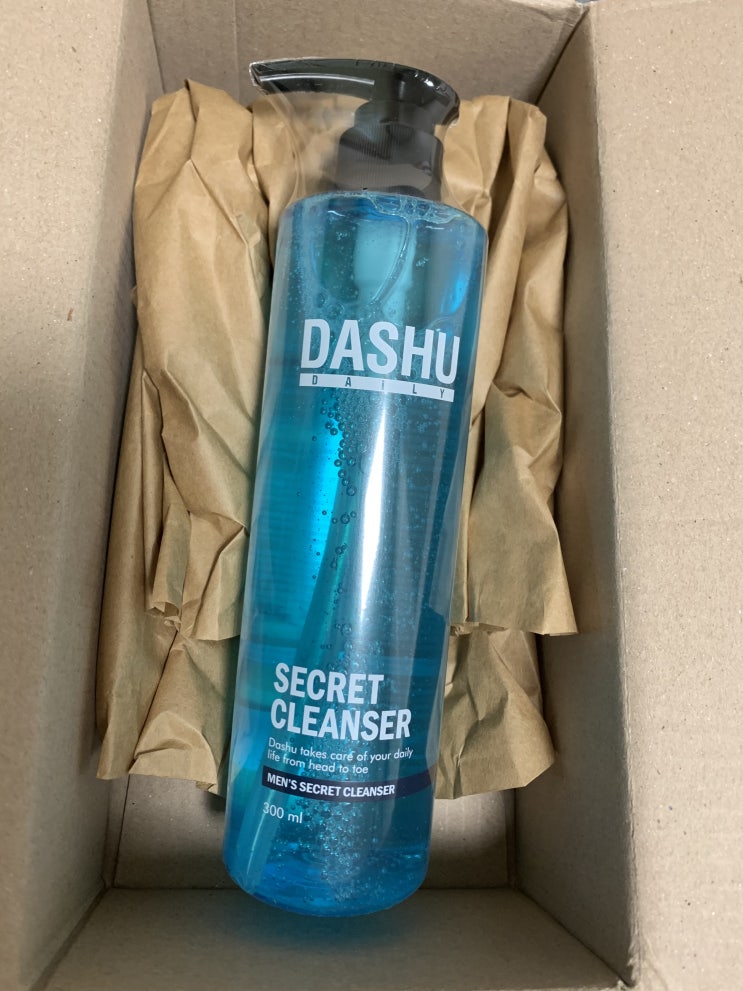 DASHU
DAILY
SECRET
CLEANSER
Dashu takes care of your daily
life from head to toe
MEN'S SECRET CLEANSER
300 ml